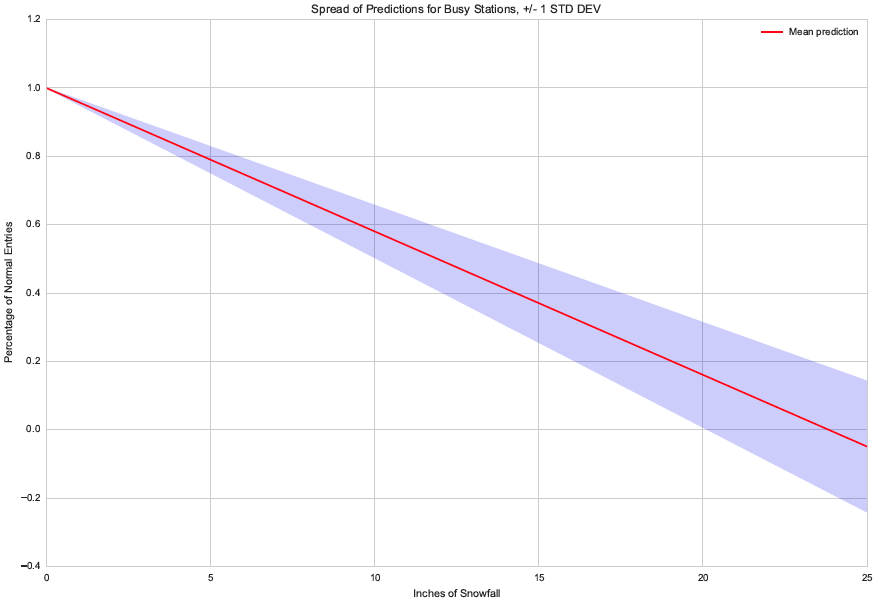 Spread of Predictions for Busy Stations, +/- 1 STD DEV
Mean prediction
Percentage of Normal Entries
1.2
1.0
0.8
0.6
0.4
0.2
0.0
−0.2
−0.4
0 5 10 15 20 25
Inches of Snowfall